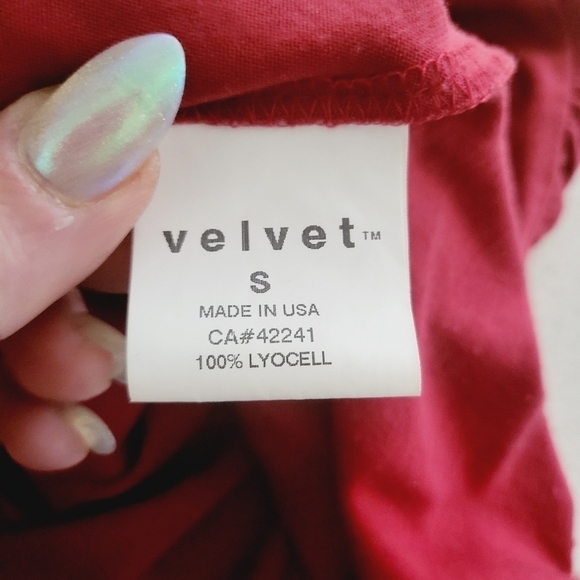 velvet™
S
MADE IN USA
CA#42241
100% LYOCELL